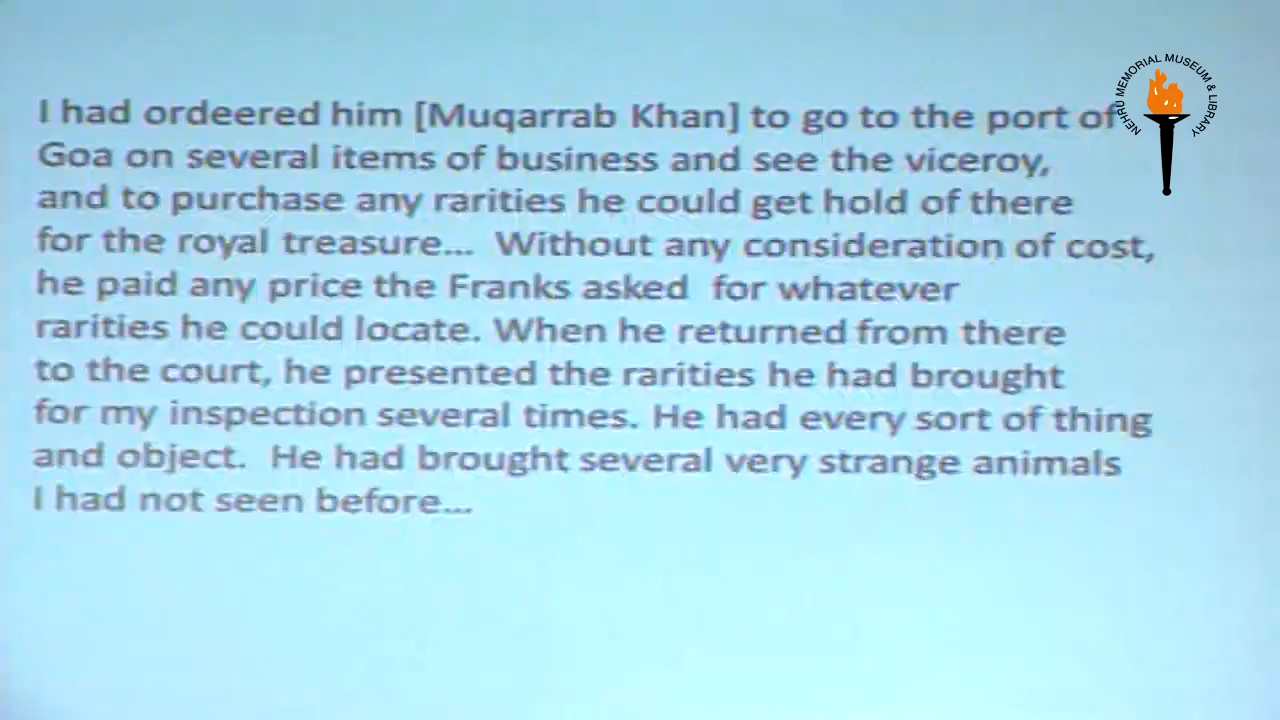 I had ordeered him [Muqarrab Khan] to go to the port of
Goa on several items of business and see the viceroy,
and to purchase any rarities he could get hold of there
for the royal treasure... Without any consideration of cost,
he paid any price the Franks asked for whatever
rarities he could locate. When he returned from there
to the court, he presented the rarities he had brought
for my inspection several times. He had every sort of thing
and object. He had brought several very strange animals
I had not seen before...
NEHRU MEMORIAL MUSEUM & LIBRARY